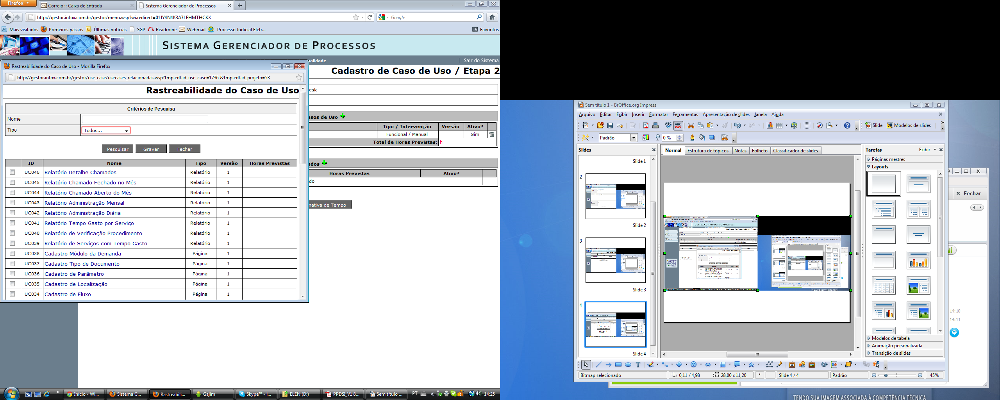 Firefox
Correio :: Caixa de Entrada
Sistema Gerenciador de Processos
http://gestor.infox.com.br/gestor/menu.wsp?wi.redirect=01JY4N4K3A7LEHMTHCKX
Google
Mais visitados
Primeiros passos
Últimas notícias
SGP
Readmine
Webmail
Processo Judicial Eletr...
Favoritos
SISTEMA GERENCIADOR DE PROCESSOS
ualidade
Sair do Sistema
Cadastro de Caso de Uso / Etapa 2
esk
asos de Uso
Tipo / Intervenção Versão Ativo?
Funcional / Manual Sim
Total de Horas Previstas: h
ados
Horas Previstas Ativo?
do
mativa de Tempo
Rastreabilidade do Caso de Uso - Mozilla Firefox
http://gestor.infox.com.br/gestor/use_case/usecases_relacionadas.wsp?tmp.edt.id_use_case=1736 &tmp.edt.id_projeto=53
Rastreabilidade do Caso de Uso
Critérios de Pesquisa
Nome
Tipo Todos...
Pesquisar Gravar Fechar
ID Nome Tipo Versão Horas Previstas
UC046 Relatório Detalhe Chamados Relatório 1
UC045 Relatório Chamado Fechado no Mês Relatório 1
UC044 Relatório Chamado Aberto do Mês Relatório 1
UC043 Relatório Administração Mensal Relatório 1
UC042 Relatório Administração Diária Relatório 1
UC041 Relatório Tempo Gasto por Serviço Relatório 1
UC040 Relatório de Verificação Procedimento Relatório 1
UC039 Relatório de Serviços com Tempo Gasto Relatório 1
UC038 Cadastro Módulo da Demanda Página 1
UC037 Cadastro Tipo de Documento Página 1
UC036 Cadastro de Parâmetro Página 1
UC035 Cadastro de Localização Página 1
UC034 Cadastro de Fluxo Página 1
Início - Wi...
Sistema G...
Rastreabili...
Gajim
Skype™ - i...
ELEN (D:)
PPDSI_V1.8...
Sem título ...
PT
14:25
Sem título 1 - BrOffice.org Impress
Arquivo Editar Exibir Inserir Formatar Ferramentas Apresentação de slides Janela Ajuda
Slide Modelos de slides
Padrão 0 %
Slides
Normal Estrutura de tópicos Notas Folheto Classificador de slides
Tarefas Exibir
Slide 1
2
Slide 2
3
Slide 3
4
Slide 4
SISTEMA GERENCIADOR DE PROCESSOS
Cadastro de Caso de Uso / Etapa 2
Adicionar Requisito
Páginas mestres
Layouts
Modelos de tabela
Animação personalizada
Transição de slides
Bitmap selecionado 0,11 / 4,98 28,00 x 11,20 * Slide 4 / 4 Padrão 45%
Fechar
14:10
14:11
TENDO SUA IMAGEM ASSOCIADA À COMPETÊNCIA TÉCNICA